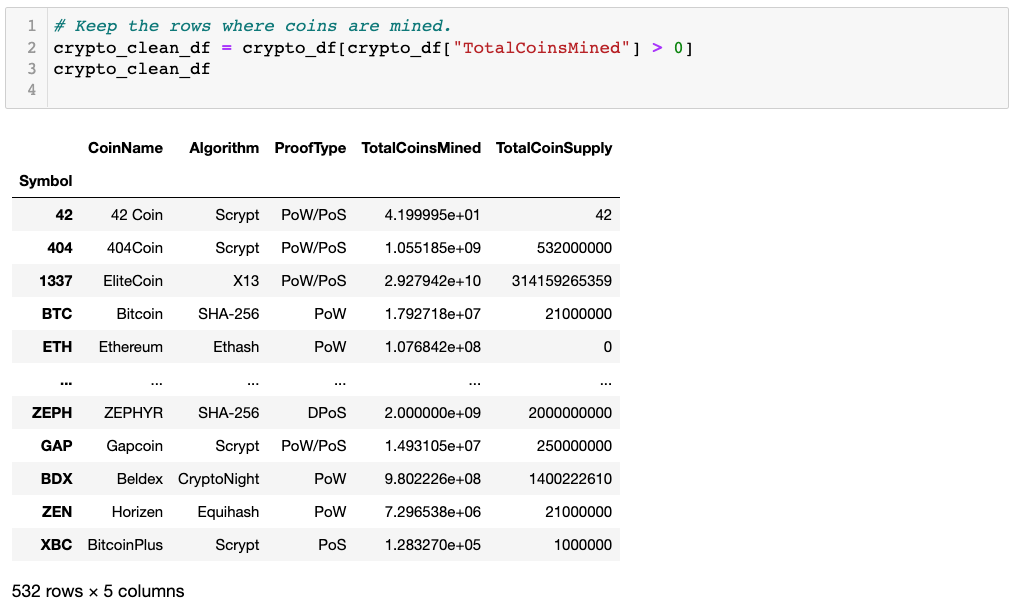 1 # Keep the rows where coins are mined.
2 crypto_clean_df = crypto_df[crypto_df["TotalCoinsMined"] > 0]
3 crypto_clean_df
4
CoinName Algorithm ProofType TotalCoinsMined TotalCoinSupply
Symbol
42 42 Coin Scrypt PoW/PoS 4.199995e+01 42
404 404Coin Scrypt PoW/PoS 1.055185e+09 532000000
1337 EliteCoin X13 PoW/PoS 2.927942e+10 314159265359
BTC Bitcoin SHA-256 PoW 1.792718e+07 21000000
ETH Ethereum Ethash PoW 1.076842e+08 0
... ... ... ... ... ...
ZEPH ZEPHYR SHA-256 DPoS 2.000000e+09 2000000000
GAP Gapcoin Scrypt PoW/PoS 1.493105e+07 250000000
BDX Beldex CryptoNight PoW 9.802226e+08 1400222610
ZEN Horizen Equihash PoW 7.296538e+06 21000000
XBC BitcoinPlus Scrypt PoS 1.283270e+05 1000000
532 rows × 5 columns